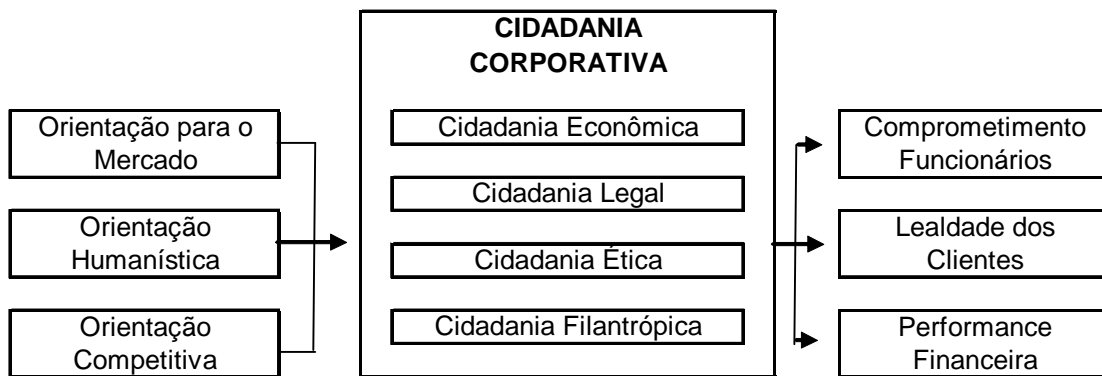 CIDADANIA
CORPORATIVA
Orientação para o
Mercado
Orientação
Humanística
Orientação
Competitiva
Cidadania Econômica
Cidadania Legal
Cidadania Ética
Cidadania Filantrópica
Comprometimento
Funcionários
Lealdade dos
Clientes
Performance
Financeira